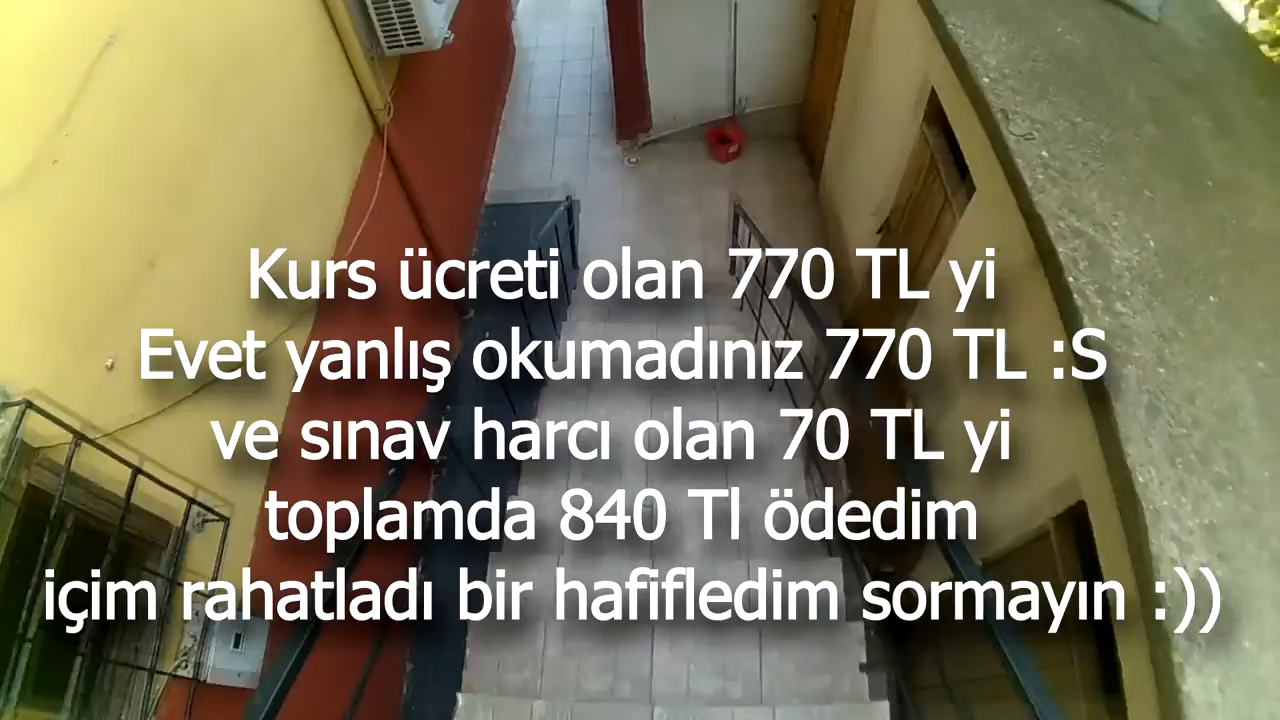 Kurs ücreti olan 770 TL yi
Evet yanlış okumadınız 770 TL :S
ve sınav harcı olan 70 TL yi
toplamda 840 Tl ödedim
içim rahatladı bir hafifledim sormayın :))